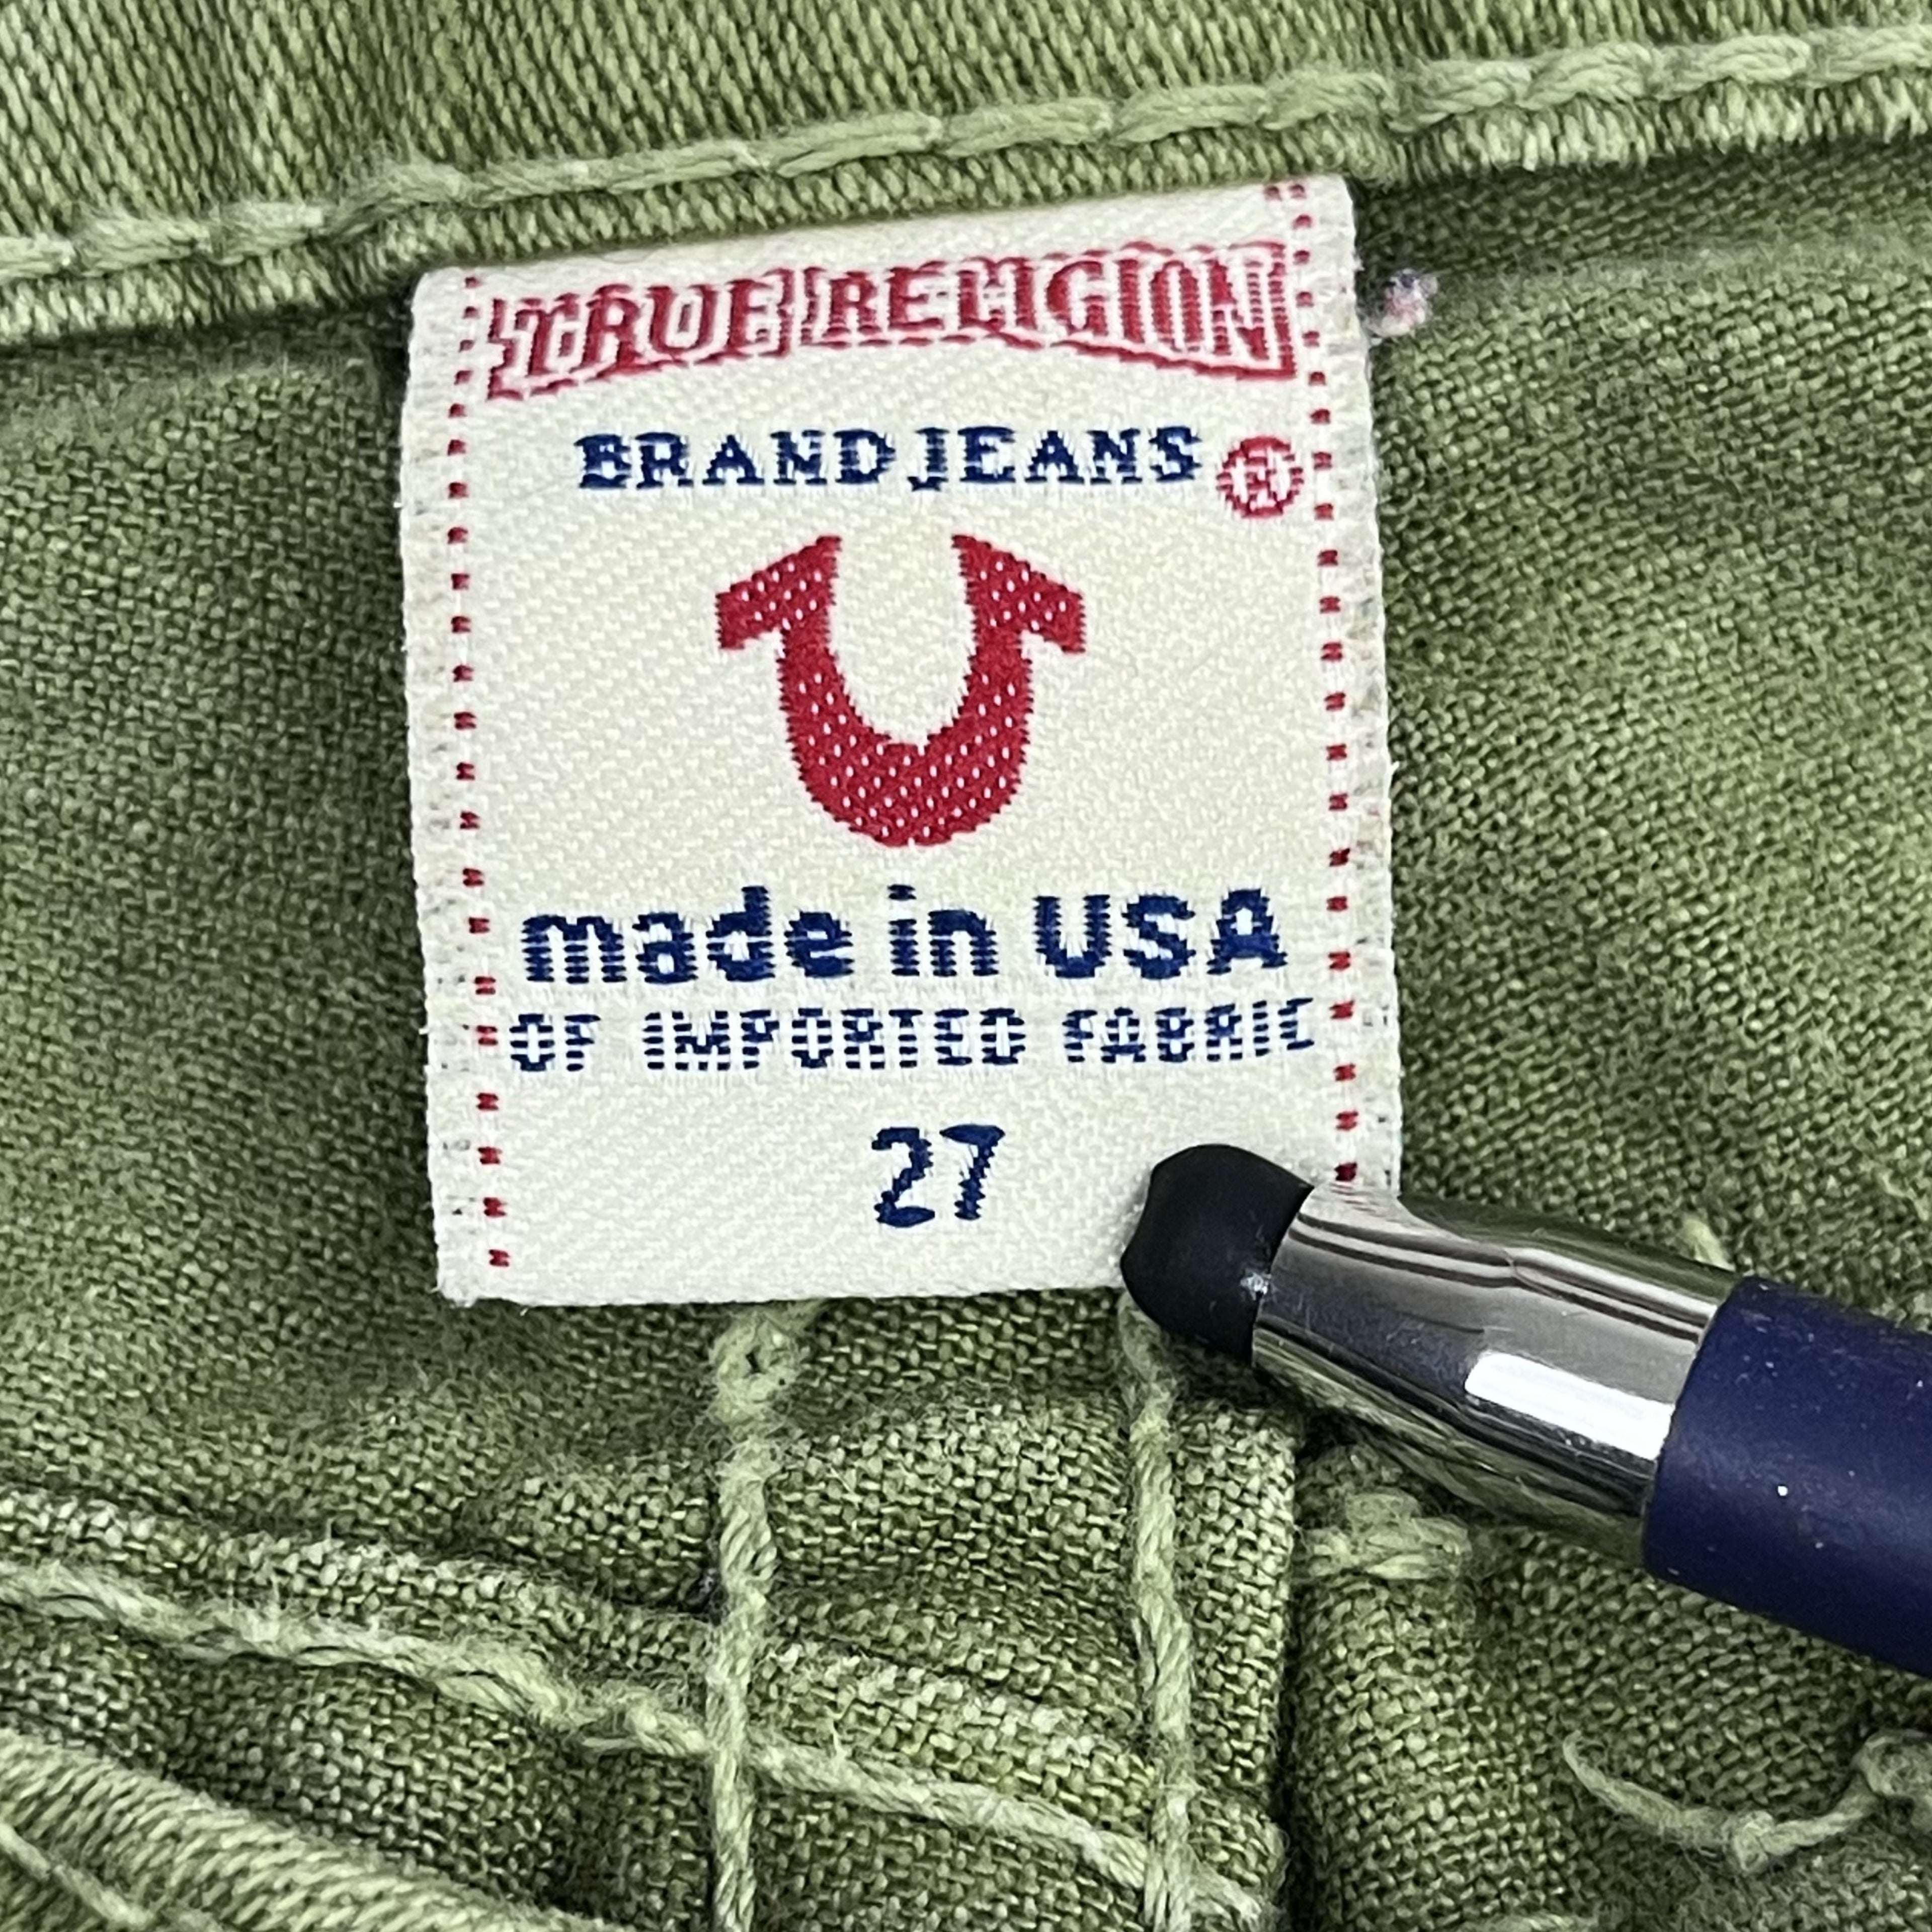 TRUE RELIGION
BRAND JEANS ®
made in USA
OF IMPORTED FABRIC
27